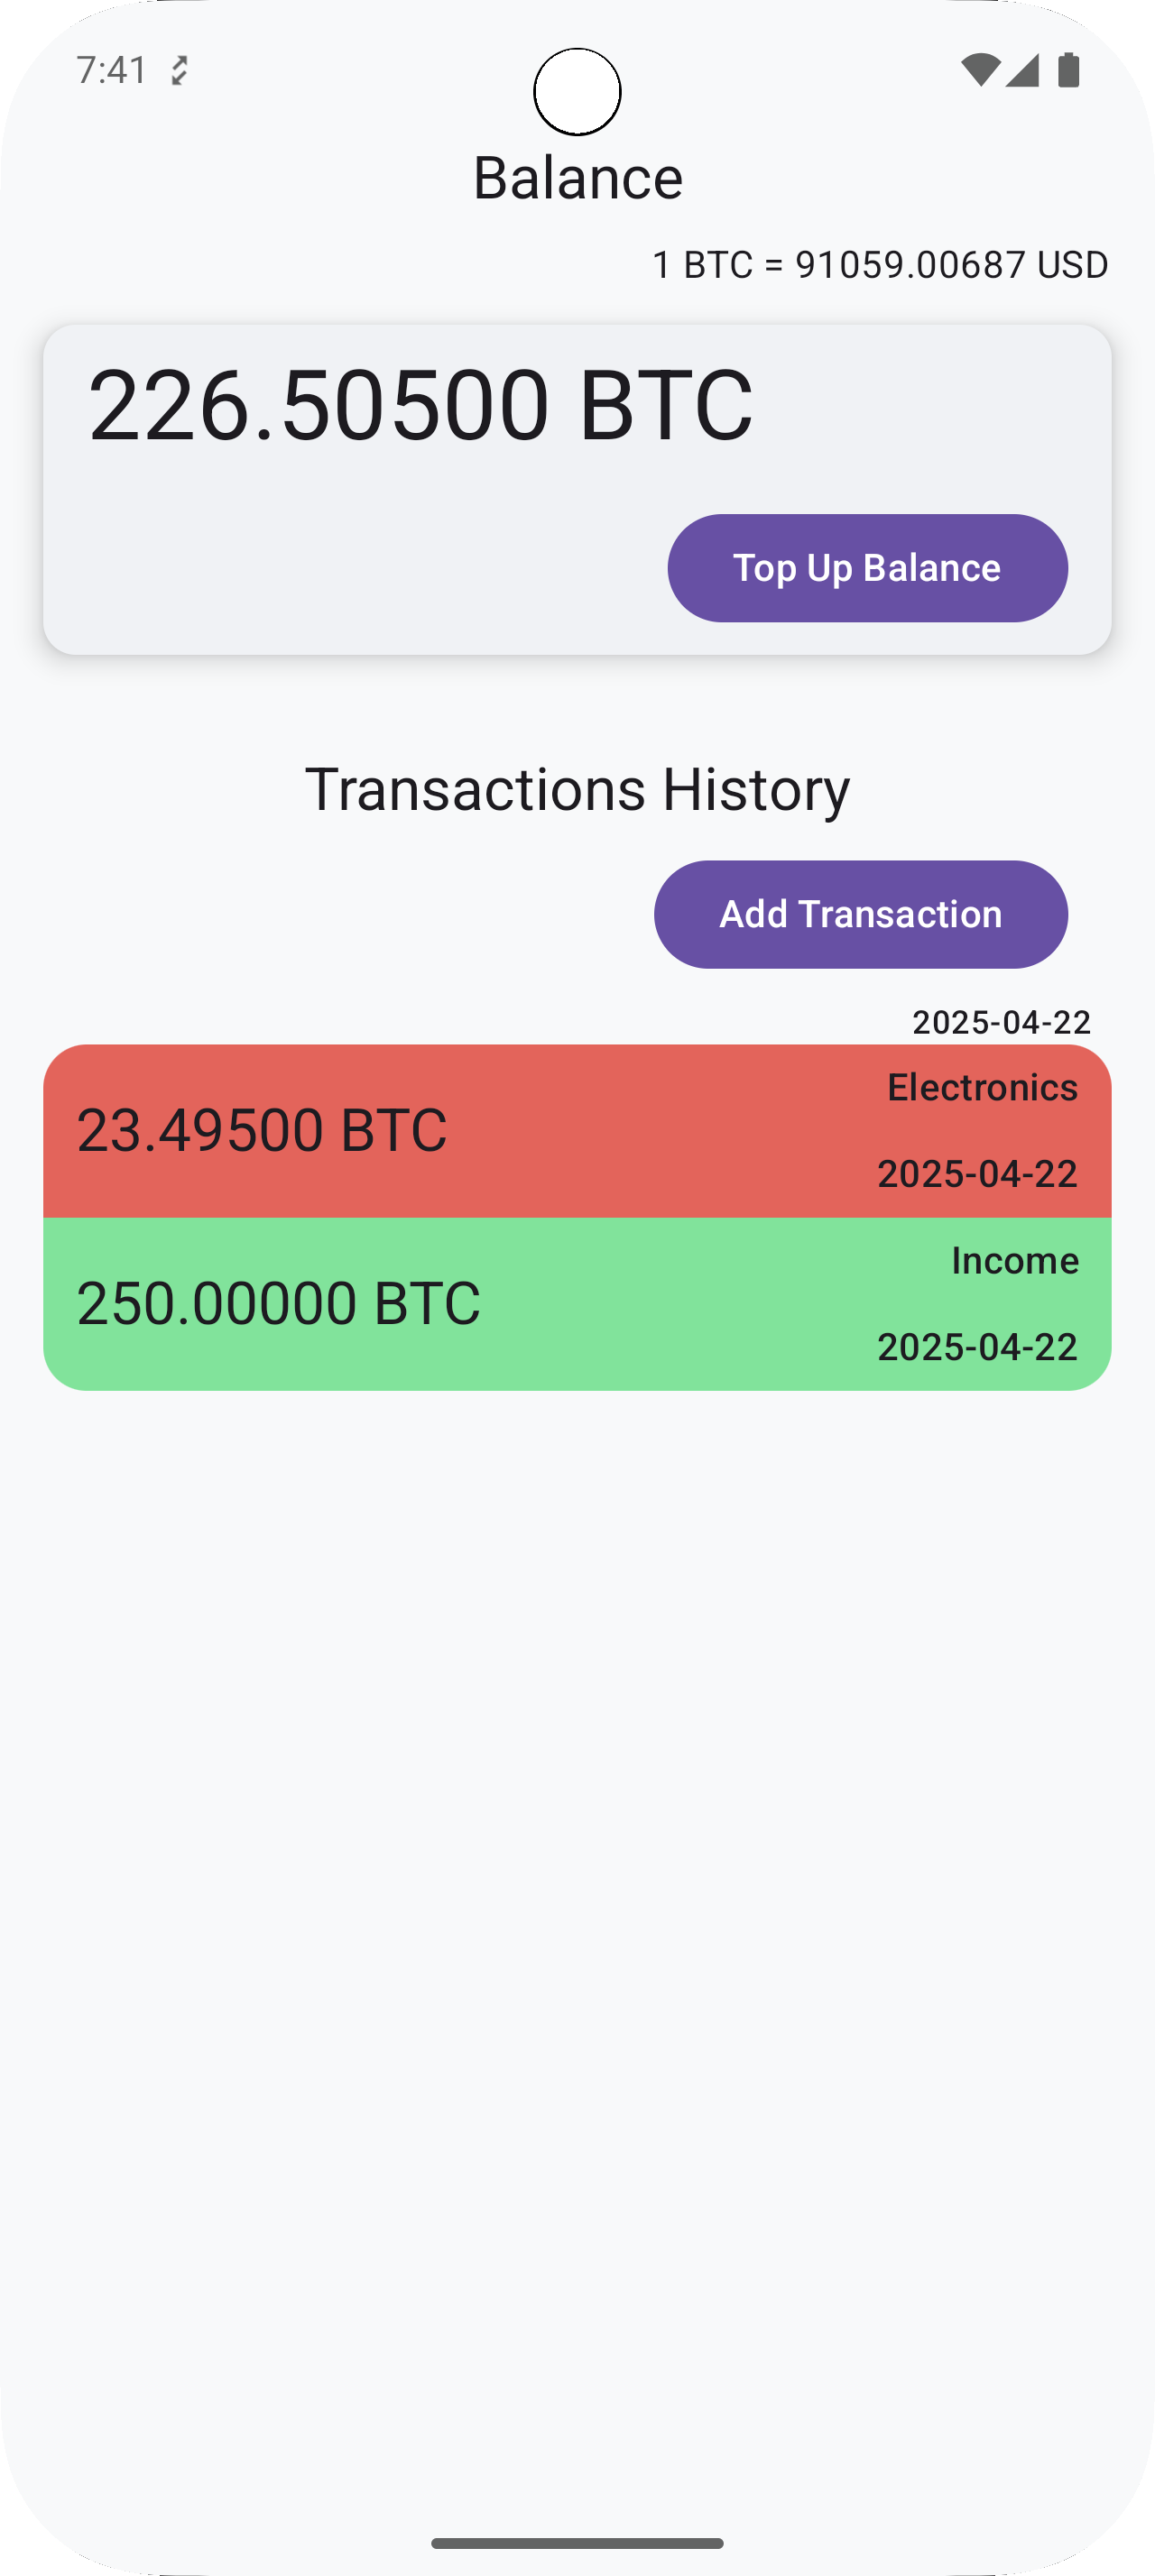 7:41
Balance
1 BTC = 91059.00687 USD
226.50500 BTC
Top Up Balance
Transactions History
Add Transaction
2025-04-22
Electronics
23.49500 BTC
2025-04-22
Income
250.00000 BTC
2025-04-22